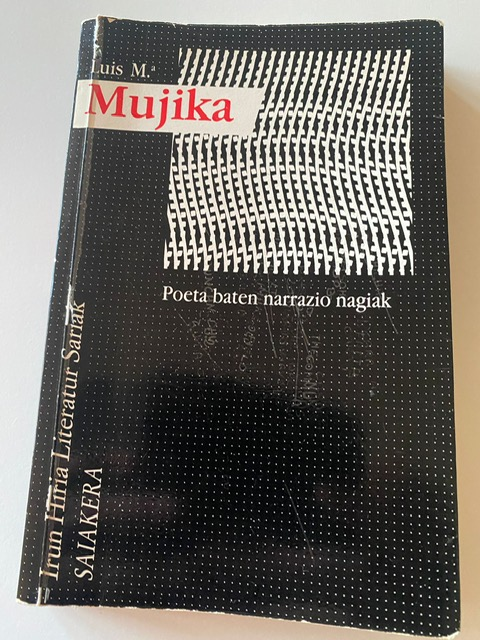 Luis M.ª
Mujika
Poeta baten narrazio nagiak
Irun Hiria Literatur Sariak
SAIAKERA